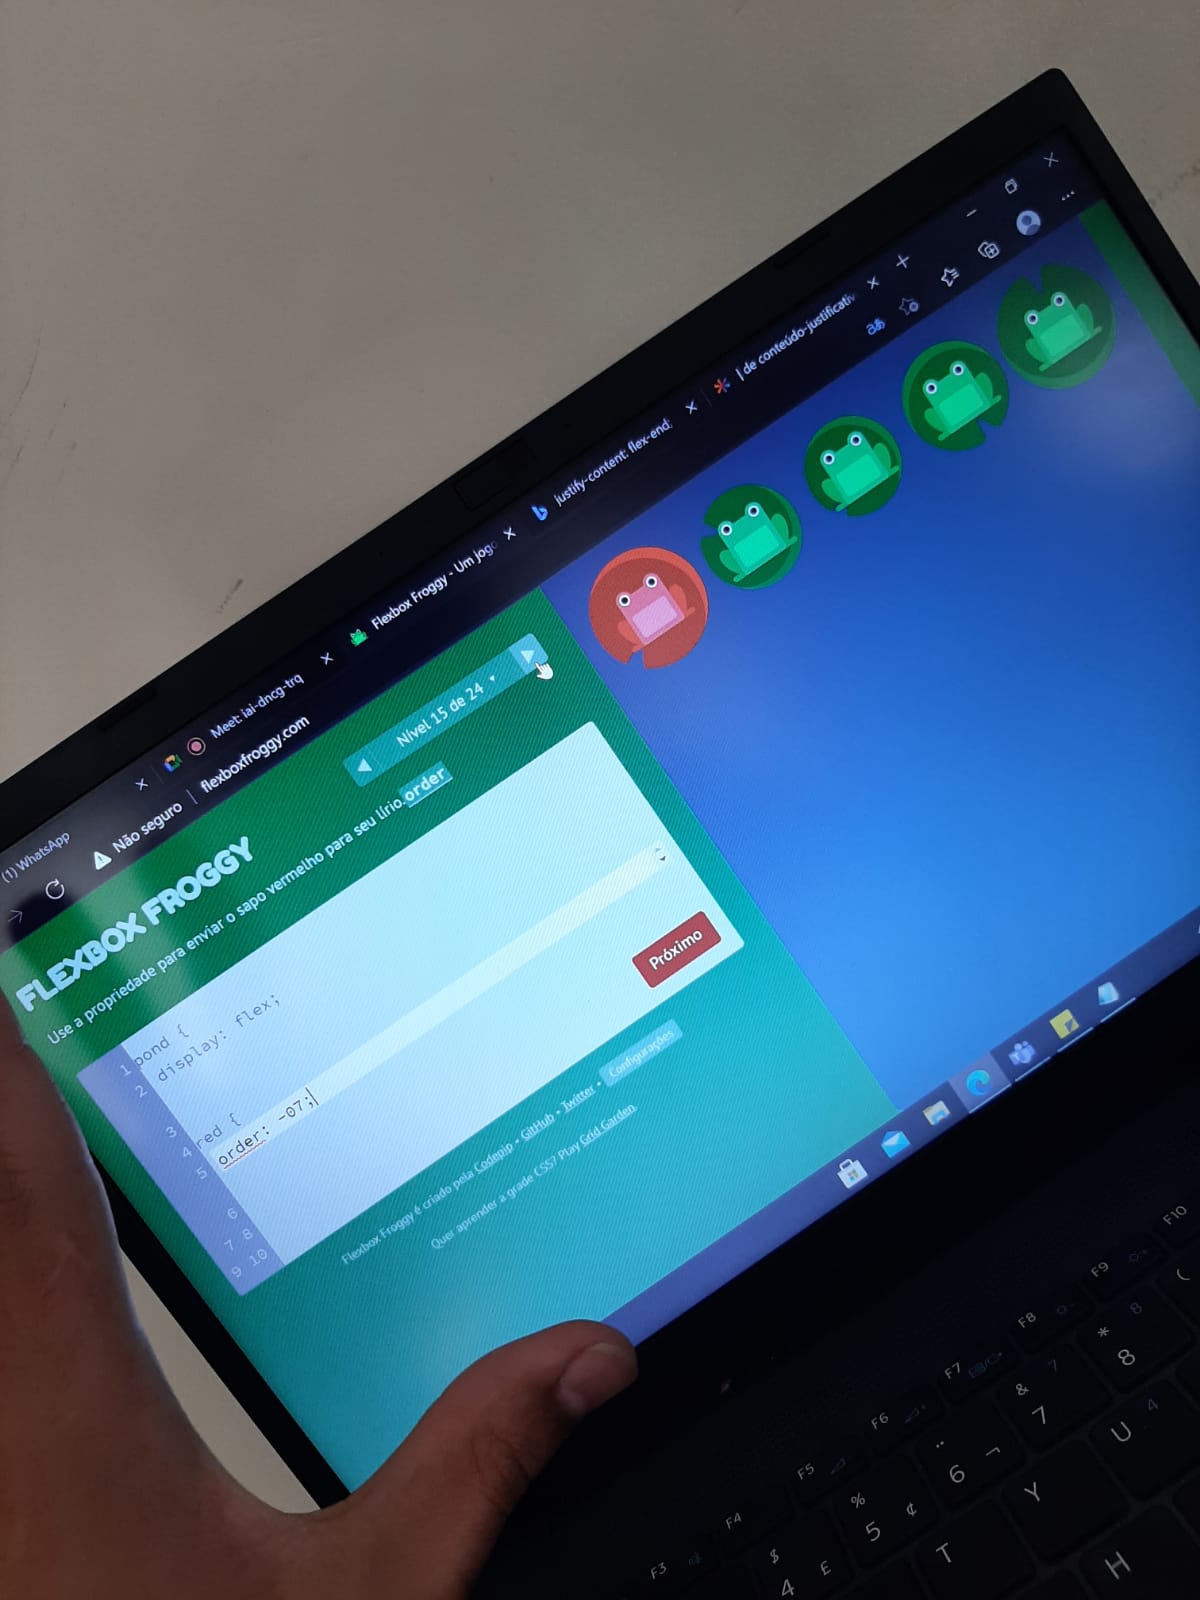 (1) WhatsApp
Meet: iai-dncg-trq
Flexbox Froggy - Um jogo
justify-content: flex-end;
l de conteúdo-justificativ
Não seguro | flexboxfroggy.com
FLEXBOX FROGGY
Nível 15 de 24
Use a propriedade para enviar o sapo vermelho para seu lírio.order
1 pond {
2 display: flex;
3
4 red {
5 order: -07;
6
7 8
9 10
Próximo
Flexbox Froggy é criado pela Codepip • GitHub • Twitter • Configurações
Quer aprender a grade CSS? Play Grid Garden.
F3 F4 F5 F6 F7 F8 F9 F10
$ 4 £
% 5 ¢
¨ 6 ¬
& 7 7
* 8 8
(
T Y U 4
H